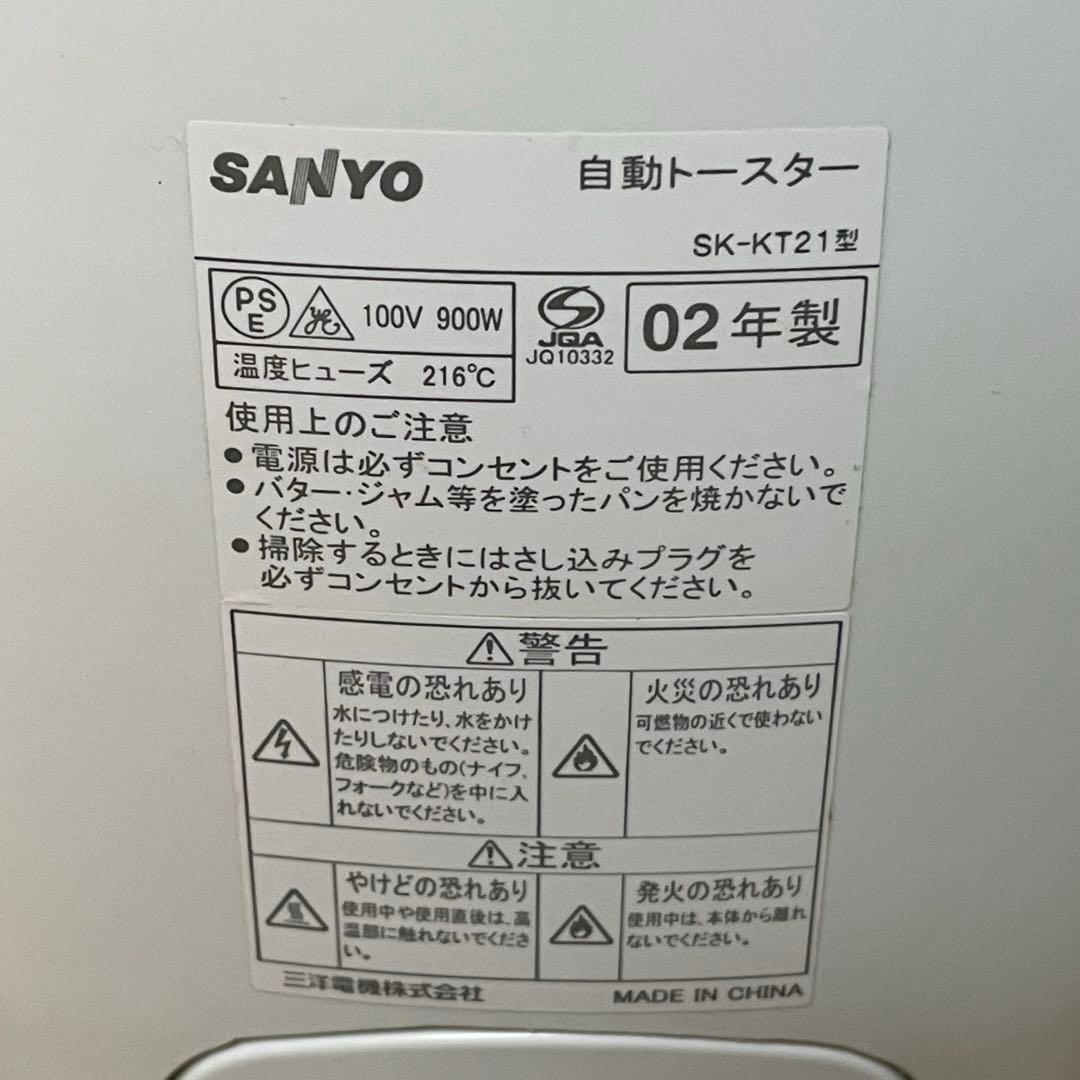 SANYO 自動トースター
SK-KT21型
PS
E
100V 900W
JQA
JQ10332
02年製
温度ヒューズ 216℃
使用上のご注意
●電源は必ずコンセントをご使用ください。
●バター・ジャム等を塗ったパンを焼かないで
ください。
●掃除するときにはさし込みプラグを
必ずコンセントから抜いてください。
警告
感電の恐れあり
水につけたり、水をかけ
たりしないでください。
危険物のもの(ナイフ、
フォークなど)を中に入
れないでください。
火災の恐れあり
可燃物の近くで使わない
でください。
注意
やけどの恐れあり
使用中や使用直後は、高
温部に触れないでくださ
い。
発火の恐れあり
使用中は、本体から離れ
ないでください。
三洋電機株式会社 MADE IN CHINA